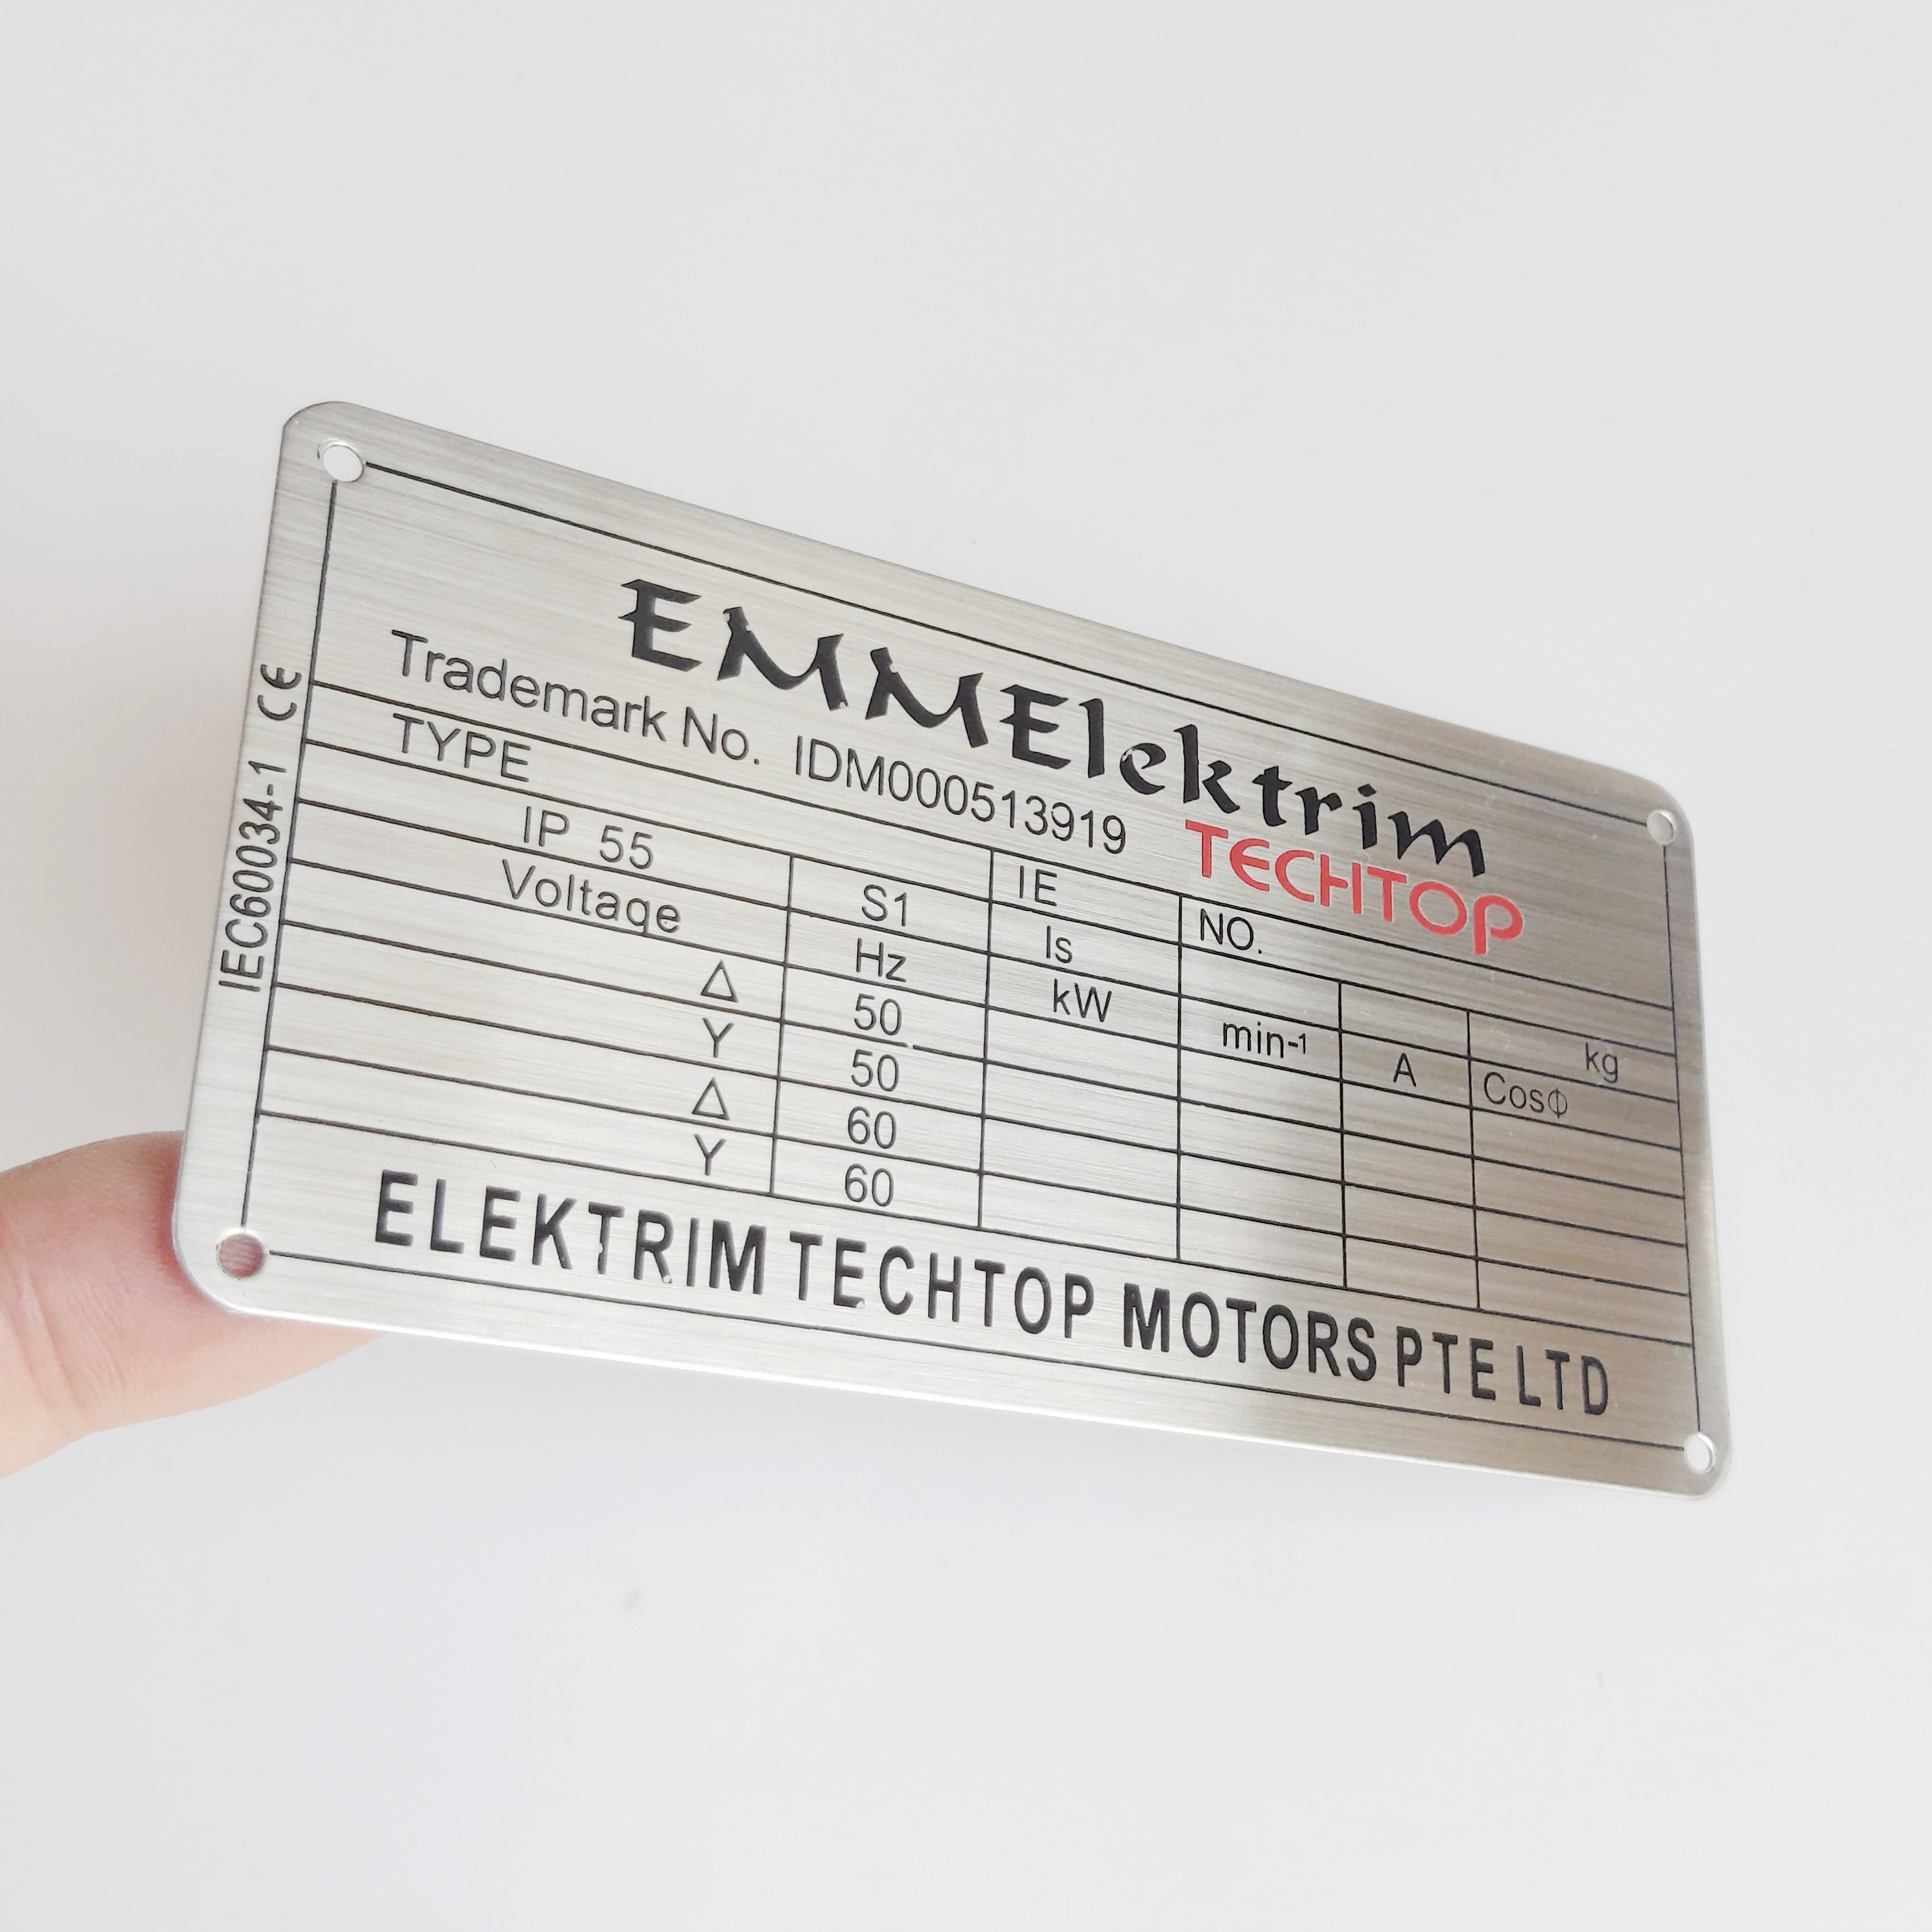 EMMElektrim
Trademark No. IDM000513919 TECHTOP
TYPE IE NO.
IP 55 S1 Is kg
Voltage Hz kW min-1 A CosΦ
Δ 50
Y 50
Δ 60
Y 60
ELEKTRIM TECHTOP MOTORS PTE LTD
IEC60034-1 CE